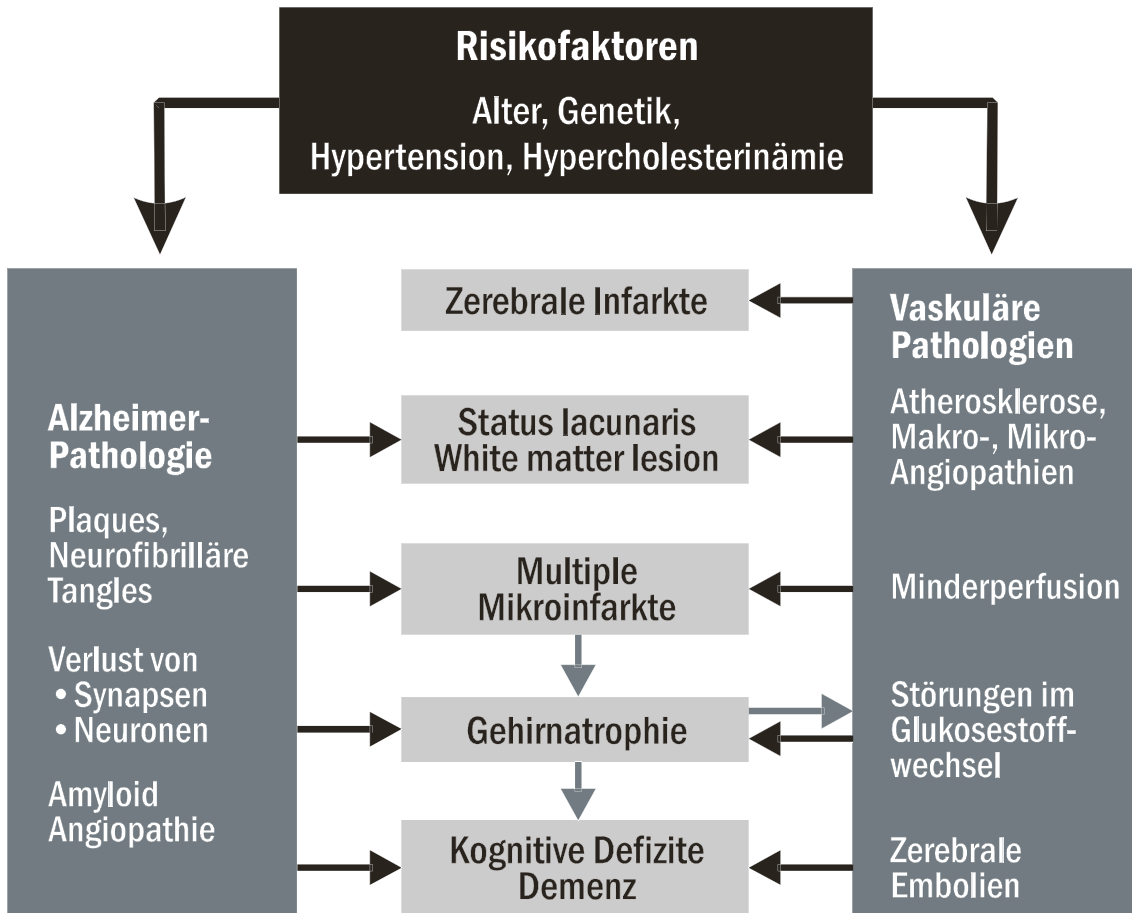 Risikofaktoren
Alter, Genetik,
Hypertension, Hypercholesterinämie
Alzheimer-
Pathologie
Plaques,
Neurofibrilläre
Tangles
Verlust von
• Synapsen
• Neuronen
Amyloid
Angiopathie
Zerebrale Infarkte
Status lacunaris
White matter lesion
Multiple
Mikroinfarkte
Gehirnatrophie
Kognitive Defizite
Demenz
Vaskuläre
Pathologien
Atherosklerose,
Makro-, Mikro-
Angiopathien
Minderperfusion
Störungen im
Glukosestoff-
wechsel
Zerebrale
Embolien